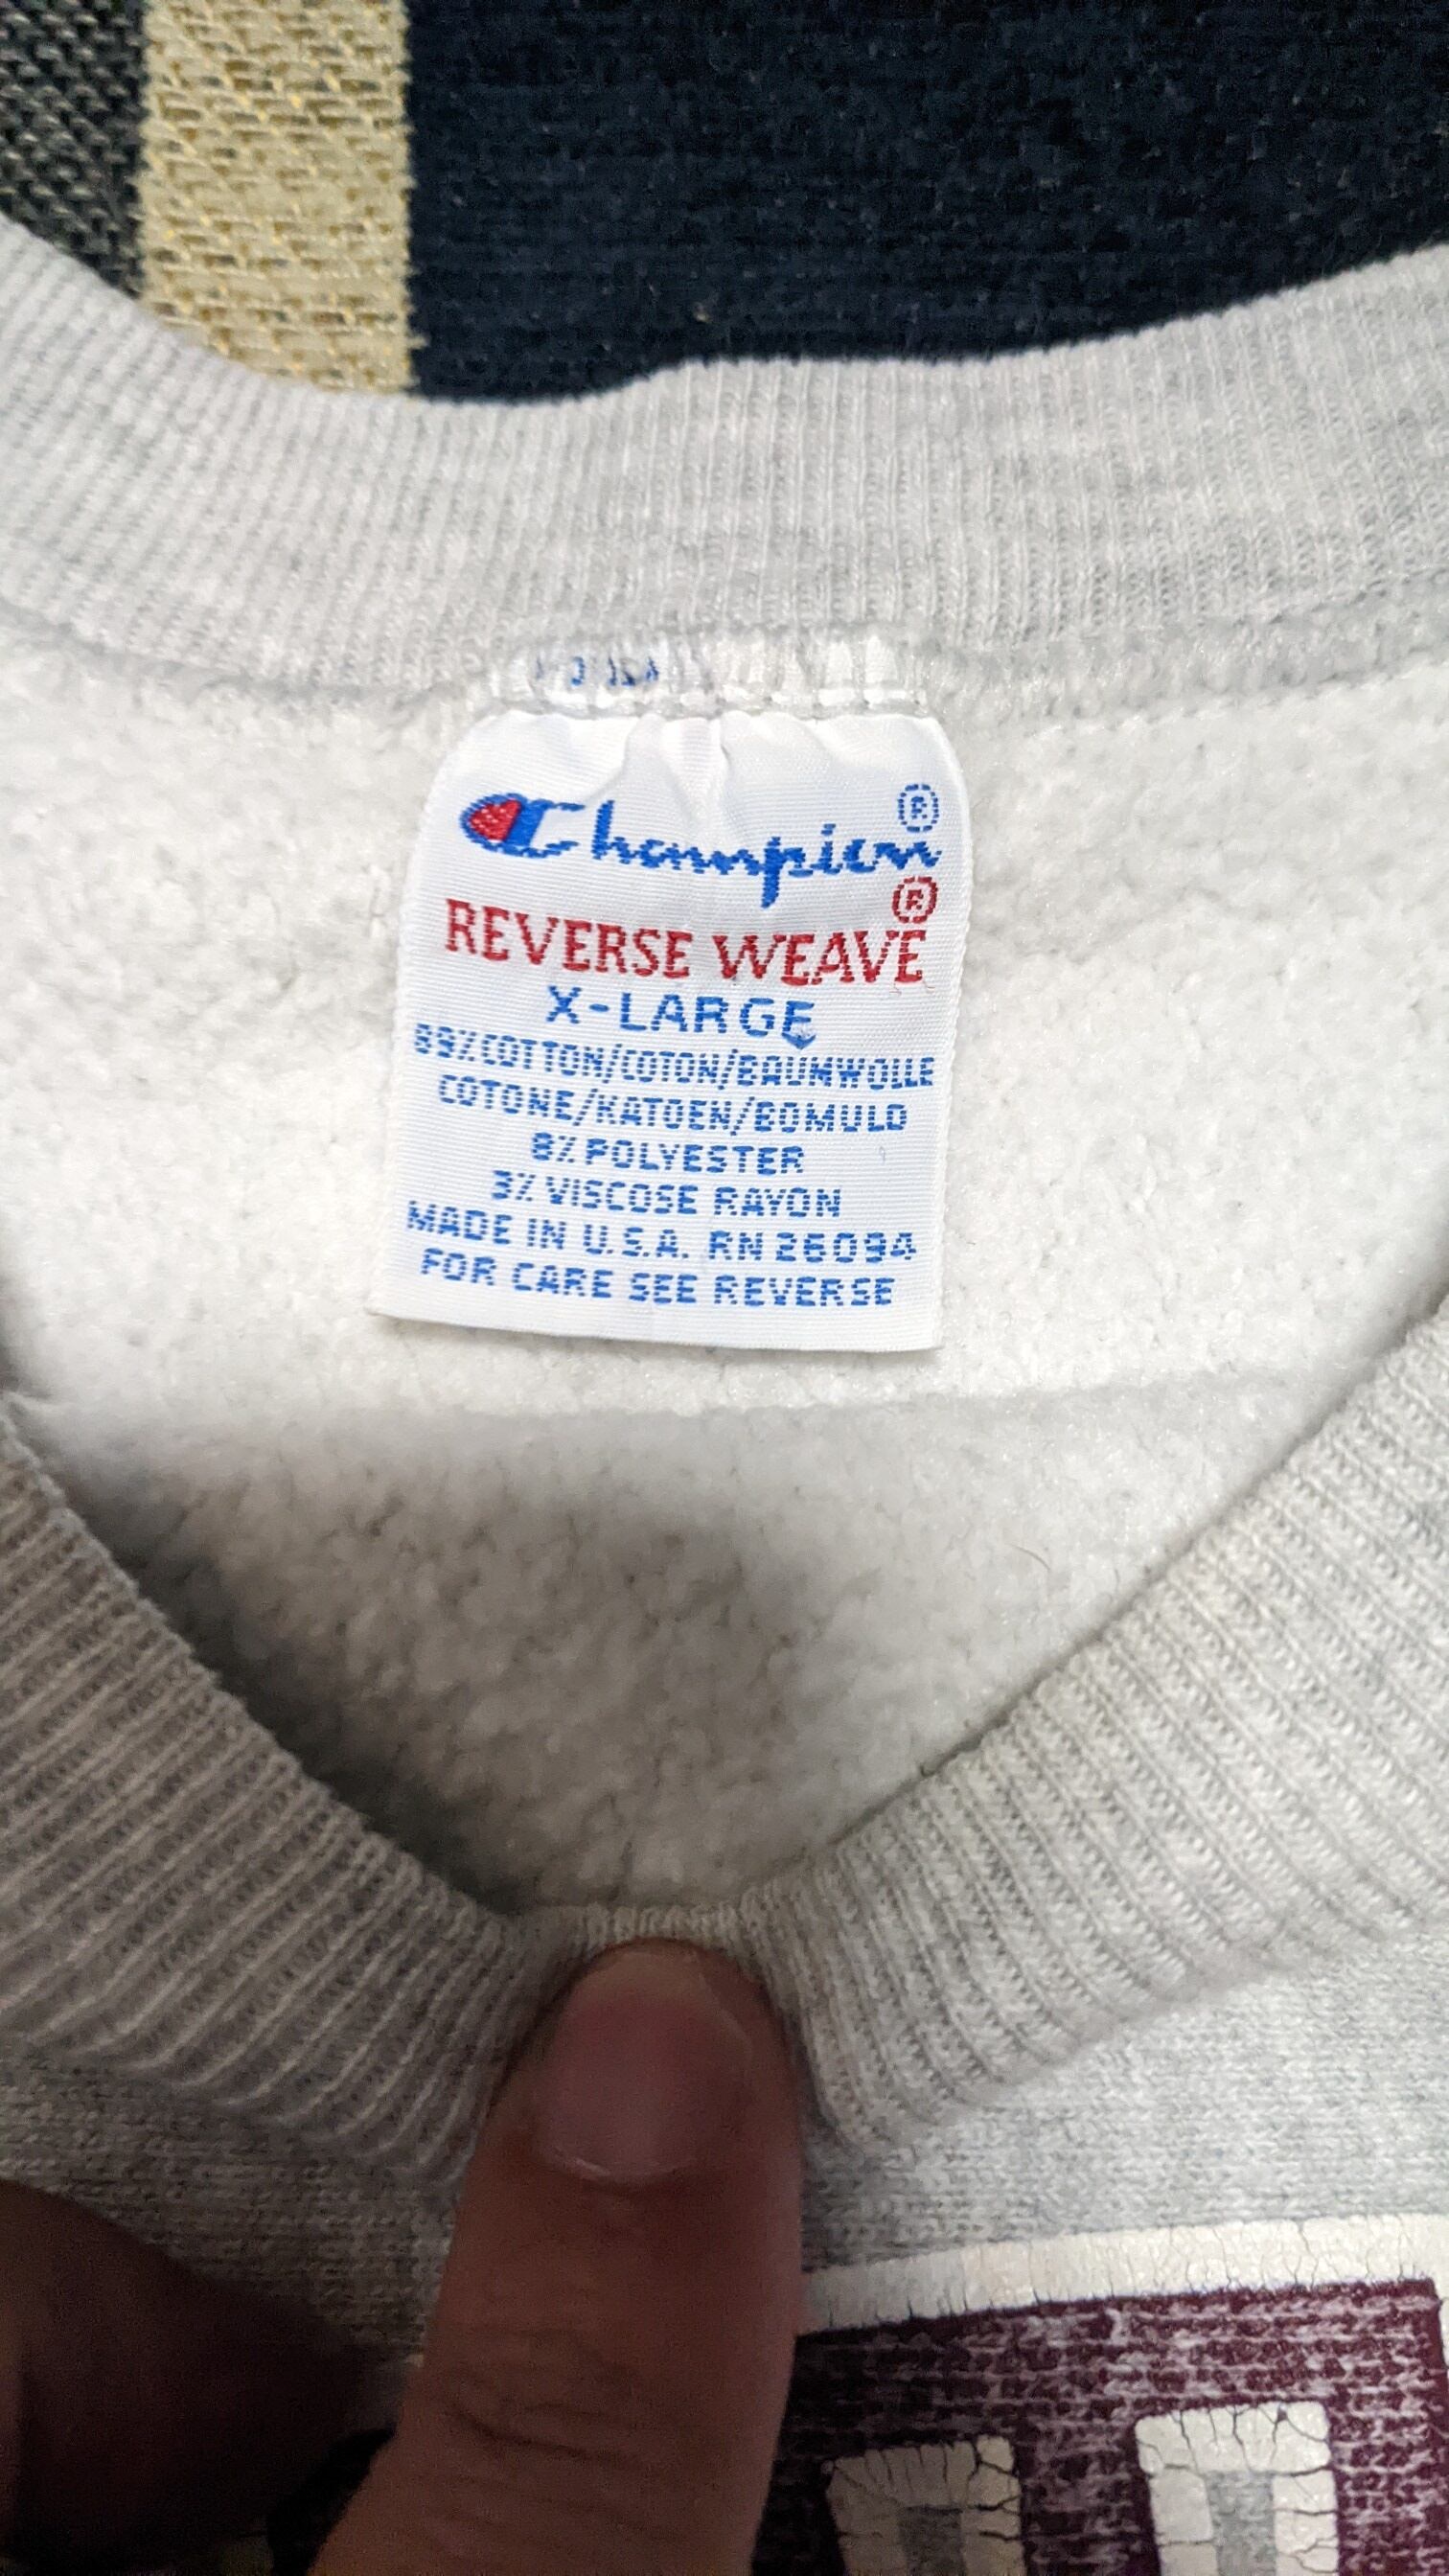 Champion®
REVERSE WEAVE®
X-LARGE
89% COTTON/COTON/BAUMWOLLE
COTONE/KATOEN/BOMULD
8% POLYESTER
3% VISCOSE RAYON
MADE IN U.S.A. RN 26094
FOR CARE SEE REVERSE